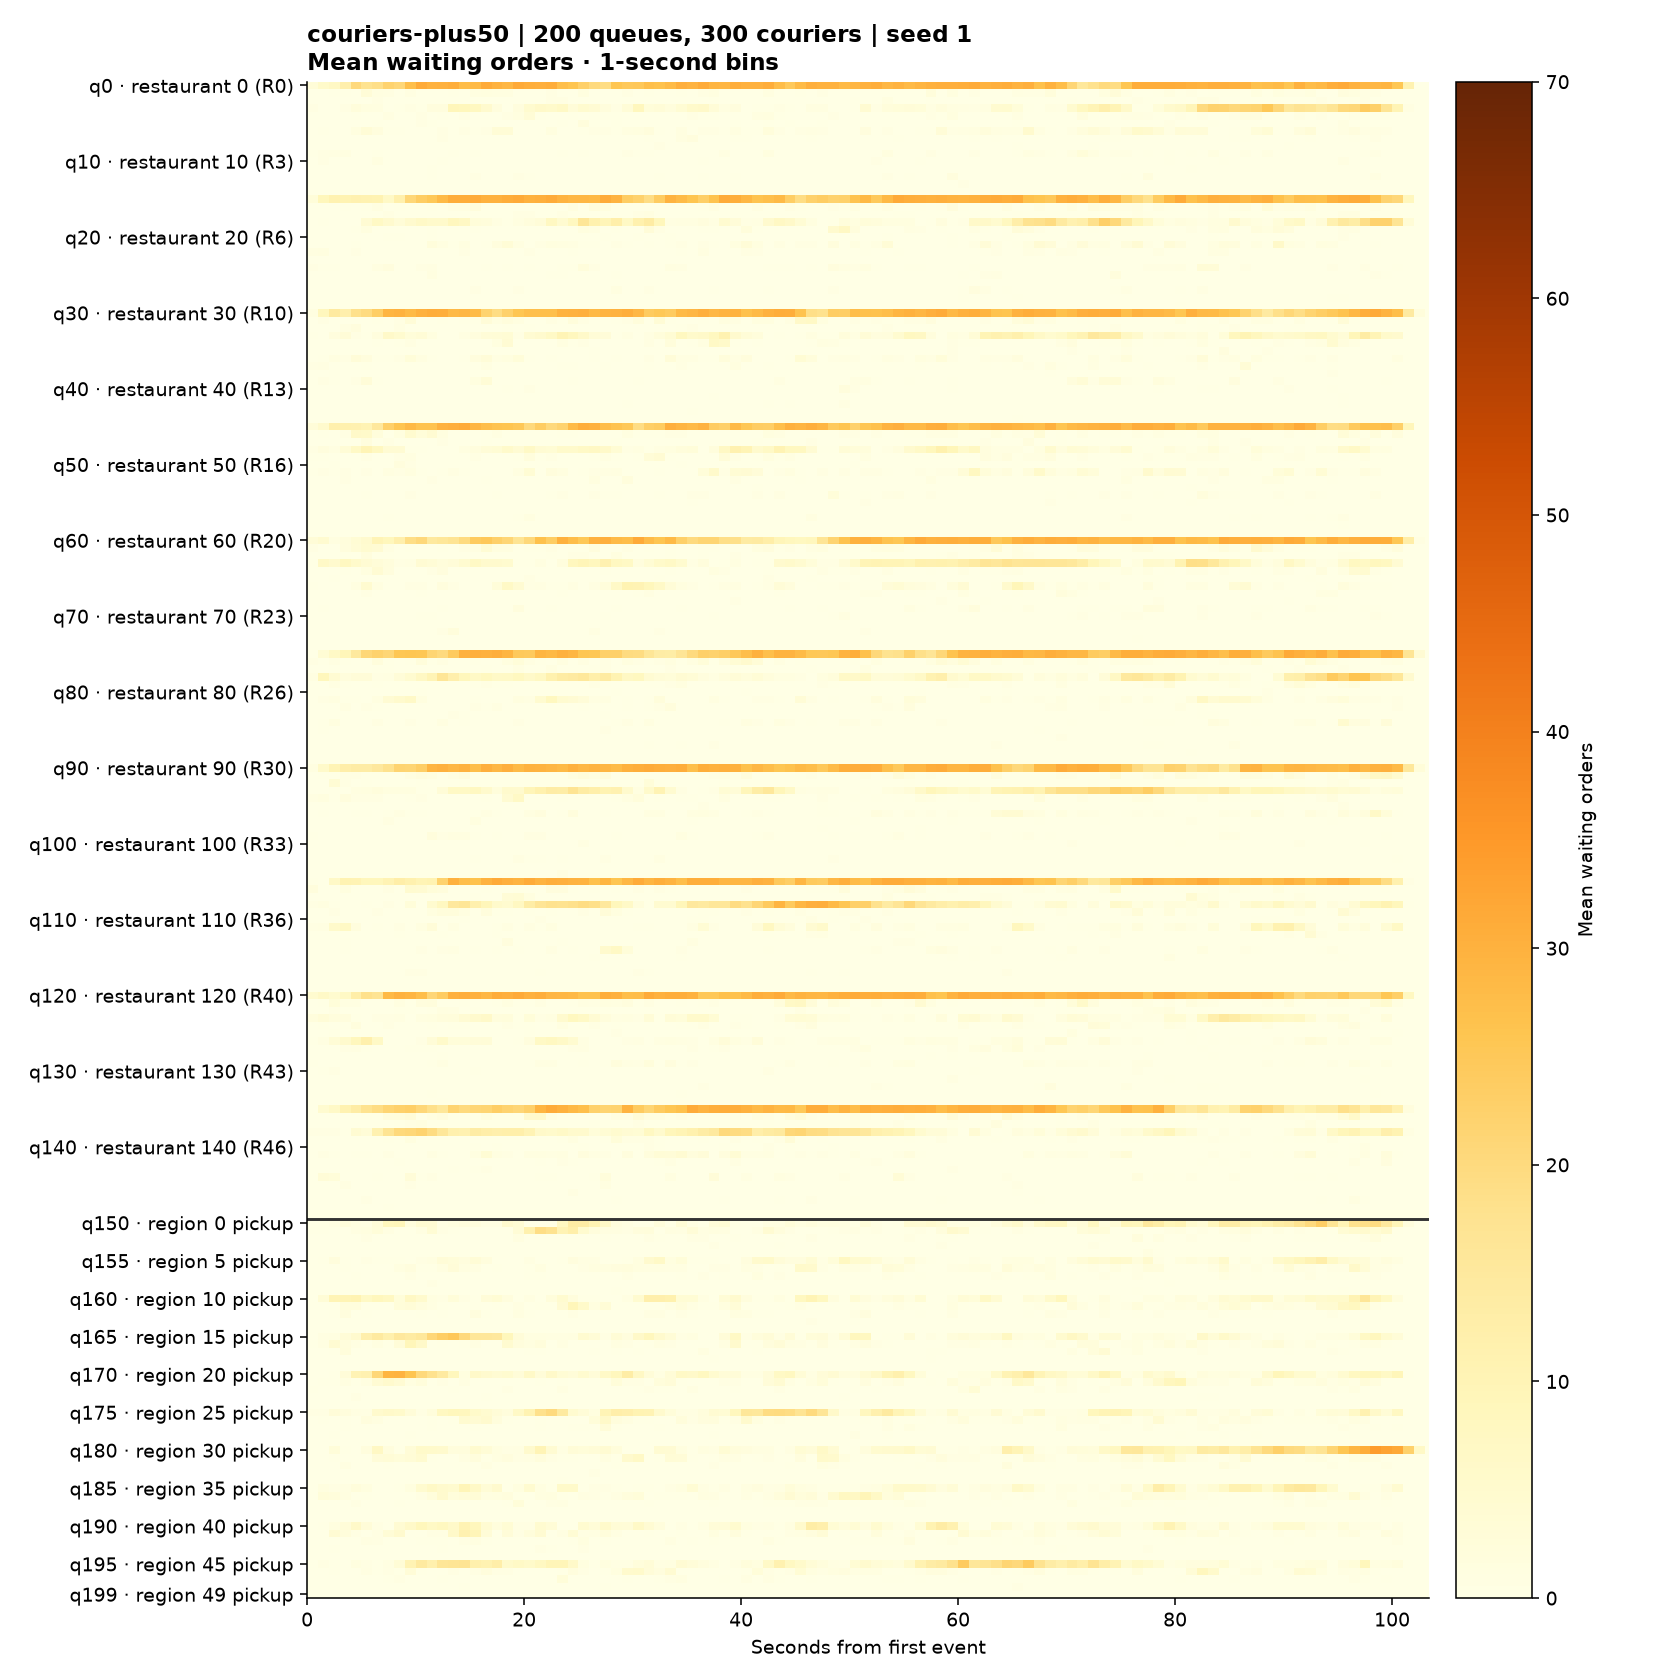 couriers-plus50 | 200 queues, 300 couriers | seed 1
Mean waiting orders · 1-second bins
q0 · restaurant 0 (R0)
q10 · restaurant 10 (R3)
q20 · restaurant 20 (R6)
q30 · restaurant 30 (R10)
q40 · restaurant 40 (R13)
q50 · restaurant 50 (R16)
q60 · restaurant 60 (R20)
q70 · restaurant 70 (R23)
q80 · restaurant 80 (R26)
q90 · restaurant 90 (R30)
q100 · restaurant 100 (R33)
q110 · restaurant 110 (R36)
q120 · restaurant 120 (R40)
q130 · restaurant 130 (R43)
q140 · restaurant 140 (R46)
q150 · region 0 pickup
q155 · region 5 pickup
q160 · region 10 pickup
q165 · region 15 pickup
q170 · region 20 pickup
q175 · region 25 pickup
q180 · region 30 pickup
q185 · region 35 pickup
q190 · region 40 pickup
q195 · region 45 pickup
q199 · region 49 pickup
0 20 40 60 80 100
Seconds from first event
70
60
50
40
30
20
10
0
Mean waiting orders